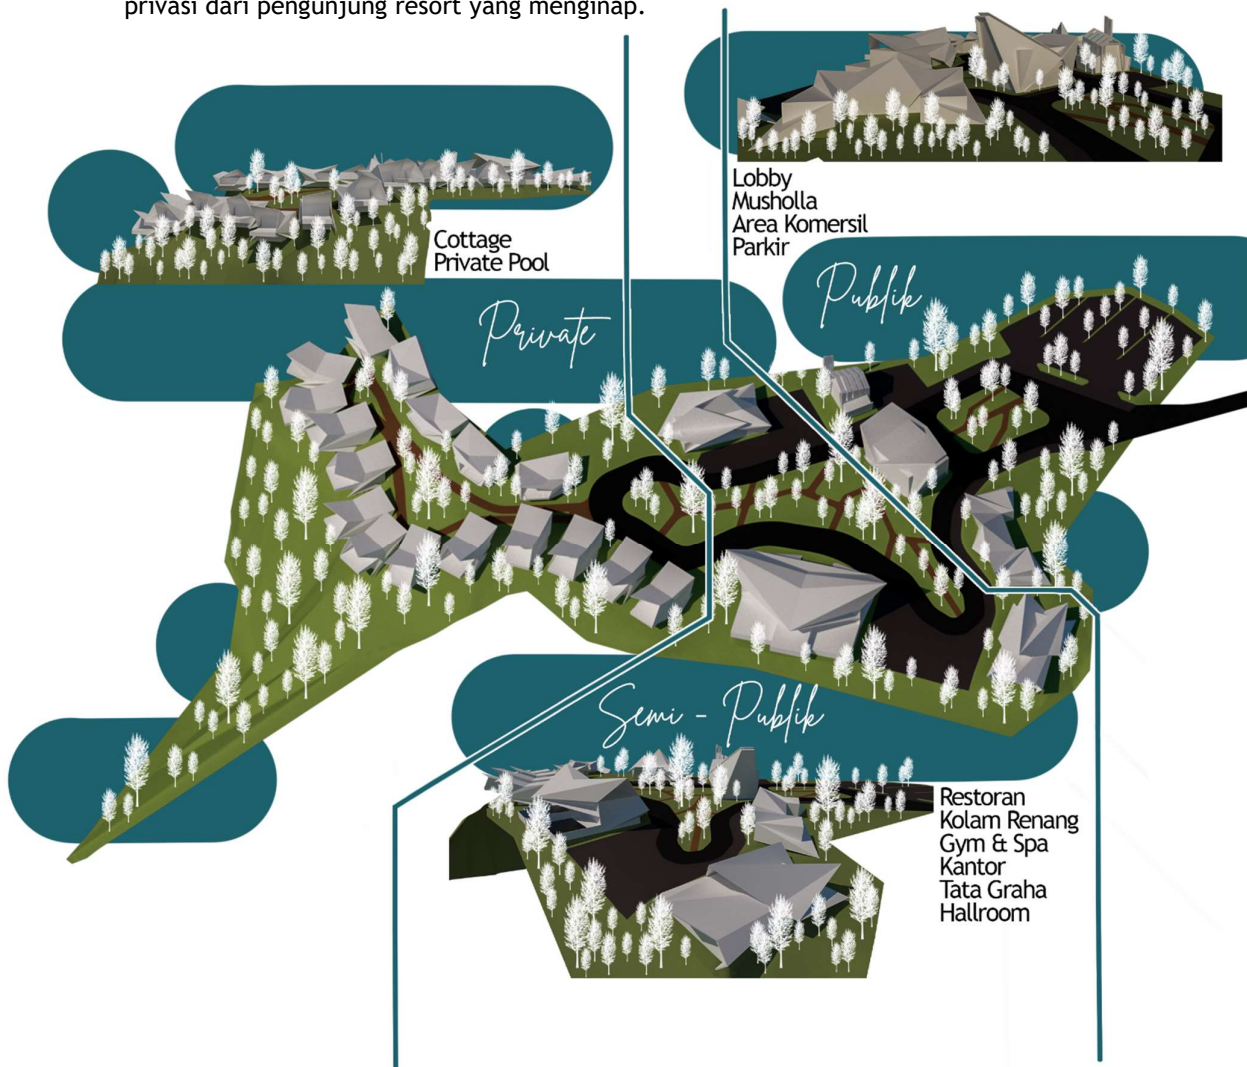 privasi dari pengunjung resort yang menginap.
Lobby
Musholla
Area Komersil
Parkir
Cottage
Private Pool
Publik
Private
Semi - Publik
Restoran
Kolam Renang
Gym & Spa
Kantor
Tata Graha
Hallroom